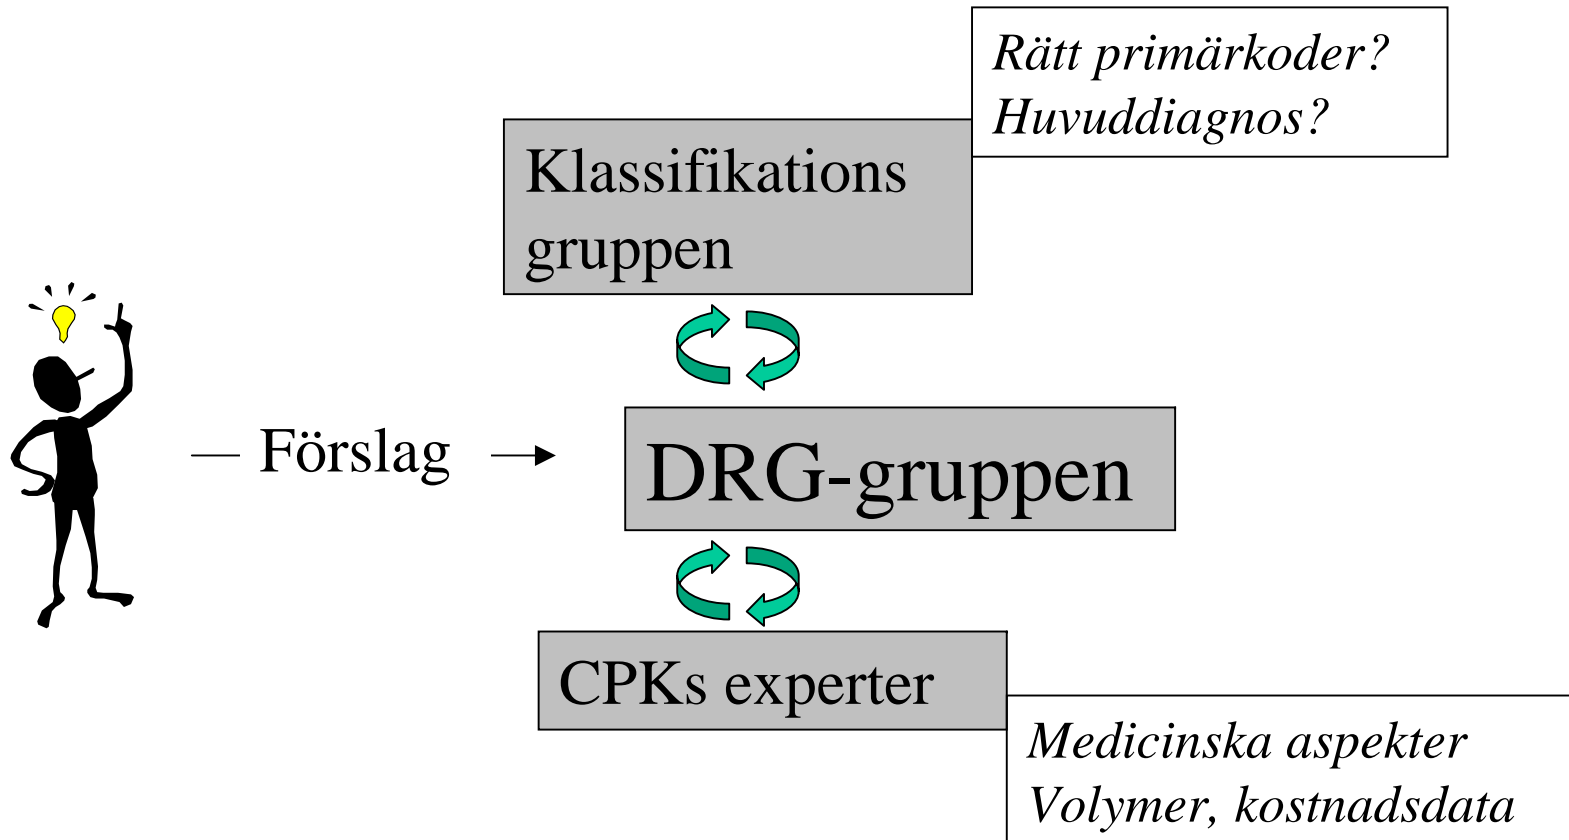 Rätt primärkoder?
Huvuddiagnos?
Klassifikations
gruppen
Förslag
DRG-gruppen
CPKs experter
Medicinska aspekter
Volymer, kostnadsdata